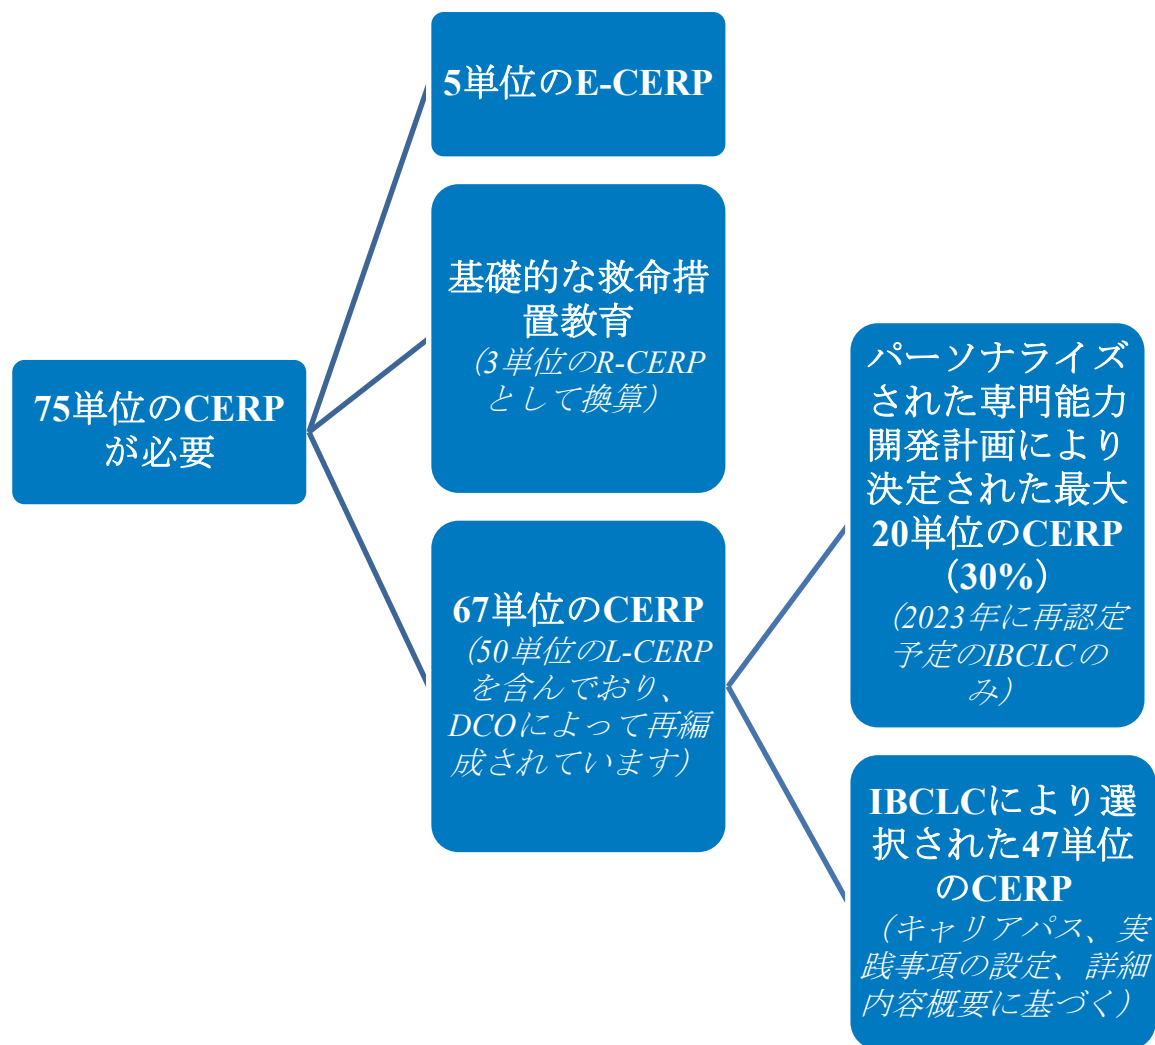 5単位のE-CERP
基礎的な救命措
置教育
（3単位のR-CERP
として換算）
75単位のCERP
が必要
67単位のCERP
（50単位のL-CERP
を含んでおり、
DCOによって再編
成されています）
パーソナライズ
された専門能力
開発計画により
決定された最大
20単位のCERP
（30%）
（2023年に再認定
予定のIBCLCの
み）
IBCLCにより選
択された47単位
のCERP
（キャリアパス、実
践事項の設定、詳細
内容概要に基づく）